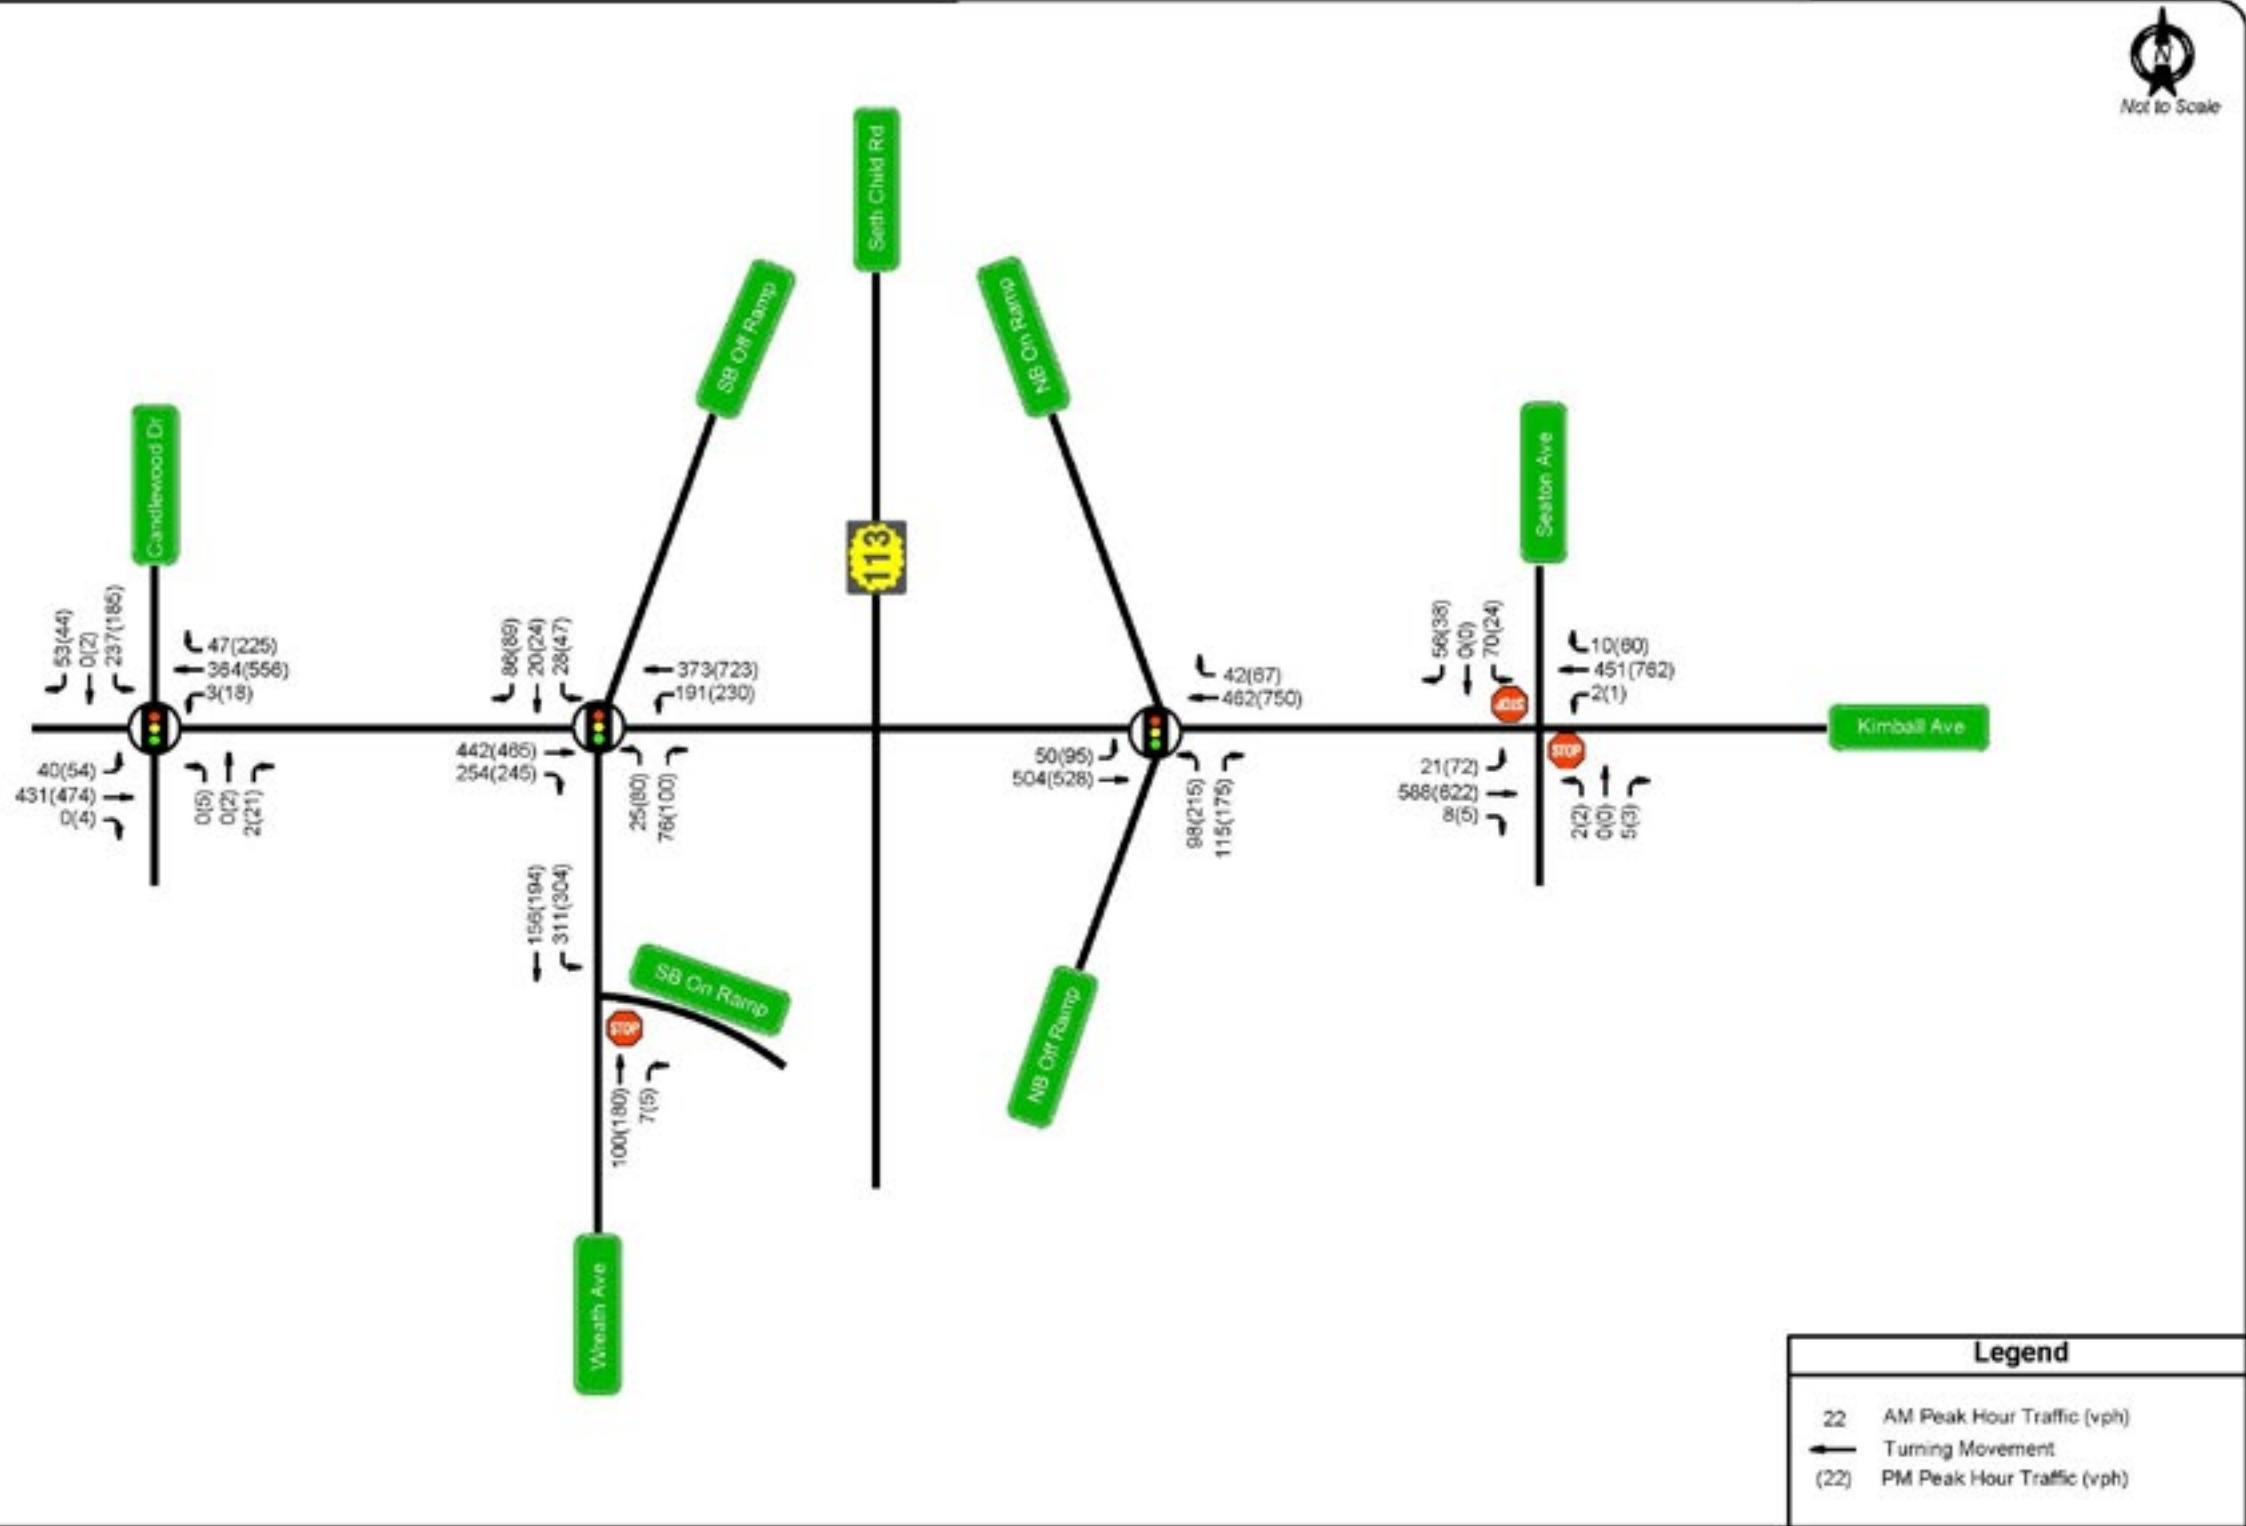 N
Not to Scale
Seth Child Rd
SB Off Ramp
NB On Ramp
Candlewood Dr
Seaton Ave
113
53(44)
0(2)
237(185)
47(225)
364(556)
3(18)
86(89)
20(24)
28(47)
373(723)
191(230)
42(67)
462(750)
56(38)
0(0)
70(24)
10(60)
451(762)
2(1)
STOP
Kimball Ave
40(54)
431(474)
0(4)
0(5)
0(2)
2(21)
442(465)
254(245)
25(80)
76(100)
50(95)
504(528)
98(215)
115(175)
21(72)
588(622)
8(5)
STOP
2(2)
0(0)
5(3)
156(194)
311(304)
SB On Ramp
STOP
100(180)
7(5)
NB Off Ramp
Wreath Ave
Legend
22 AM Peak Hour Traffic (vph)
Turning Movement
(22) PM Peak Hour Traffic (vph)